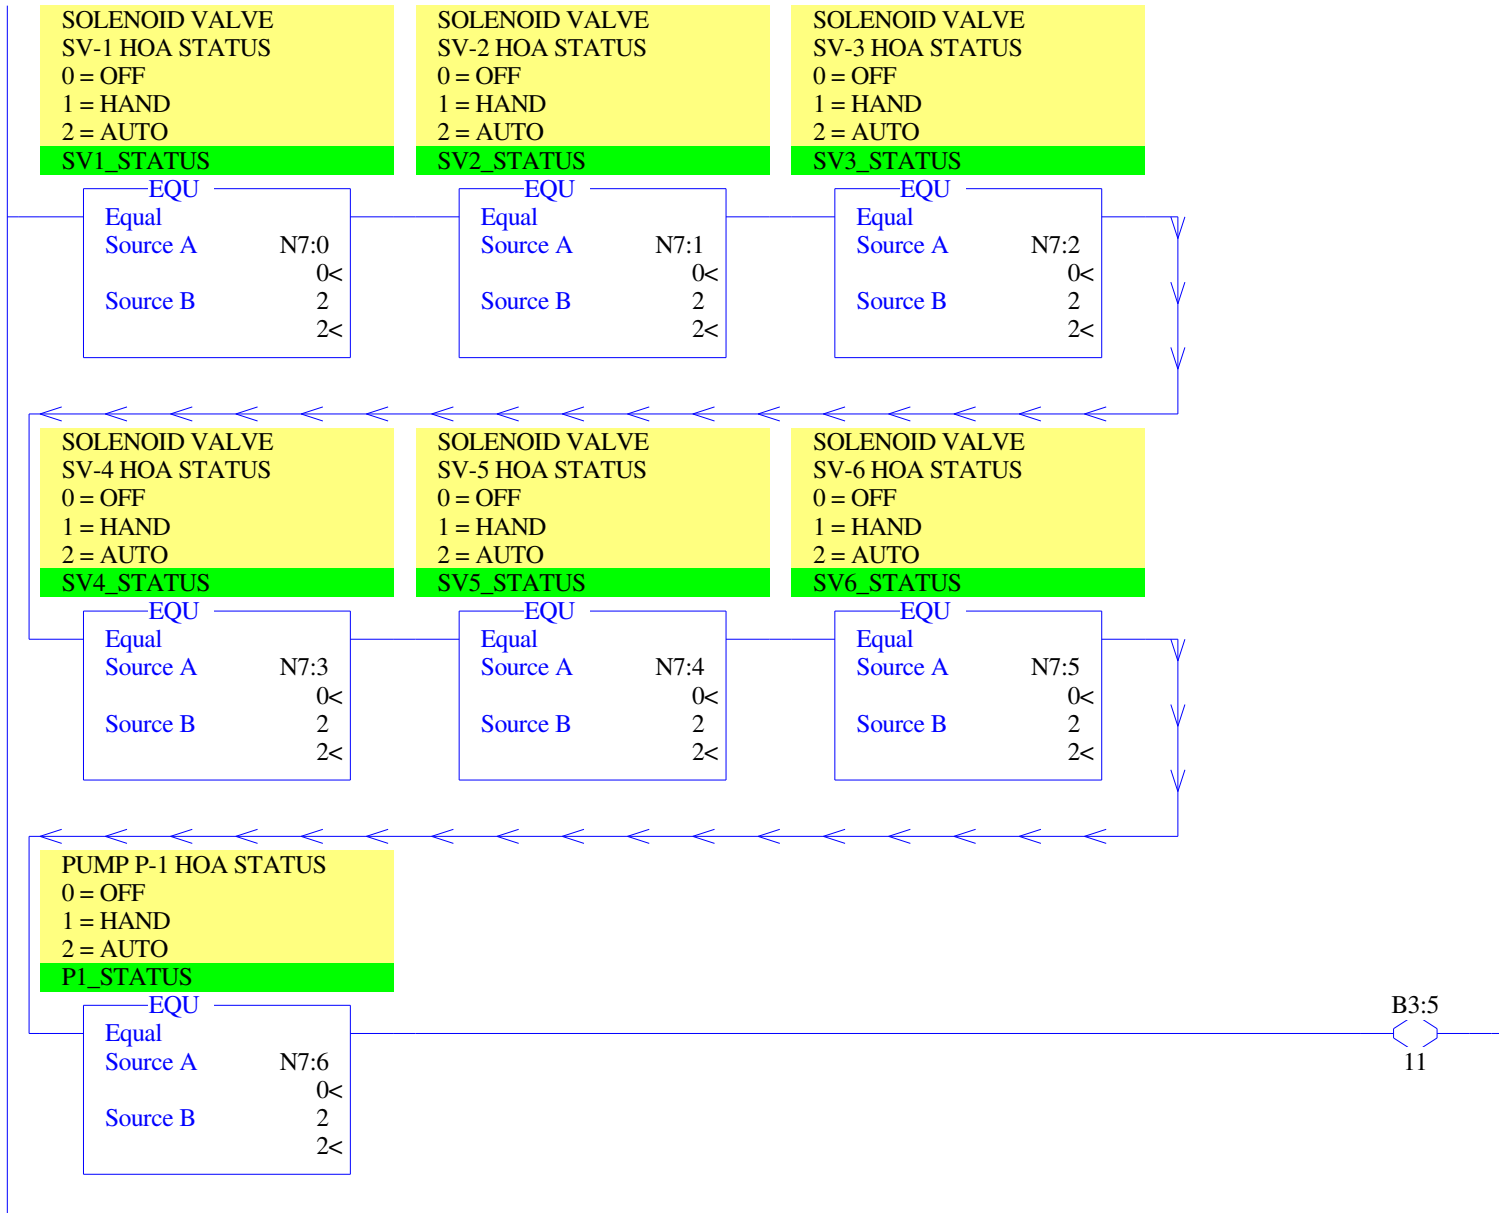 SOLENOID VALVE
SV-1 HOA STATUS
0 = OFF
1 = HAND
2 = AUTO
SV1_STATUS
EQU
Equal
Source A N7:0
0<
Source B 2
2<
SOLENOID VALVE
SV-2 HOA STATUS
0 = OFF
1 = HAND
2 = AUTO
SV2_STATUS
EQU
Equal
Source A N7:1
0<
Source B 2
2<
SOLENOID VALVE
SV-3 HOA STATUS
0 = OFF
1 = HAND
2 = AUTO
SV3_STATUS
EQU
Equal
Source A N7:2
0<
Source B 2
2<
SOLENOID VALVE
SV-4 HOA STATUS
0 = OFF
1 = HAND
2 = AUTO
SV4_STATUS
EQU
Equal
Source A N7:3
0<
Source B 2
2<
SOLENOID VALVE
SV-5 HOA STATUS
0 = OFF
1 = HAND
2 = AUTO
SV5_STATUS
EQU
Equal
Source A N7:4
0<
Source B 2
2<
SOLENOID VALVE
SV-6 HOA STATUS
0 = OFF
1 = HAND
2 = AUTO
SV6_STATUS
EQU
Equal
Source A N7:5
0<
Source B 2
2<
PUMP P-1 HOA STATUS
0 = OFF
1 = HAND
2 = AUTO
P1_STATUS
EQU
Equal
Source A N7:6
0<
Source B 2
2<
B3:5
11